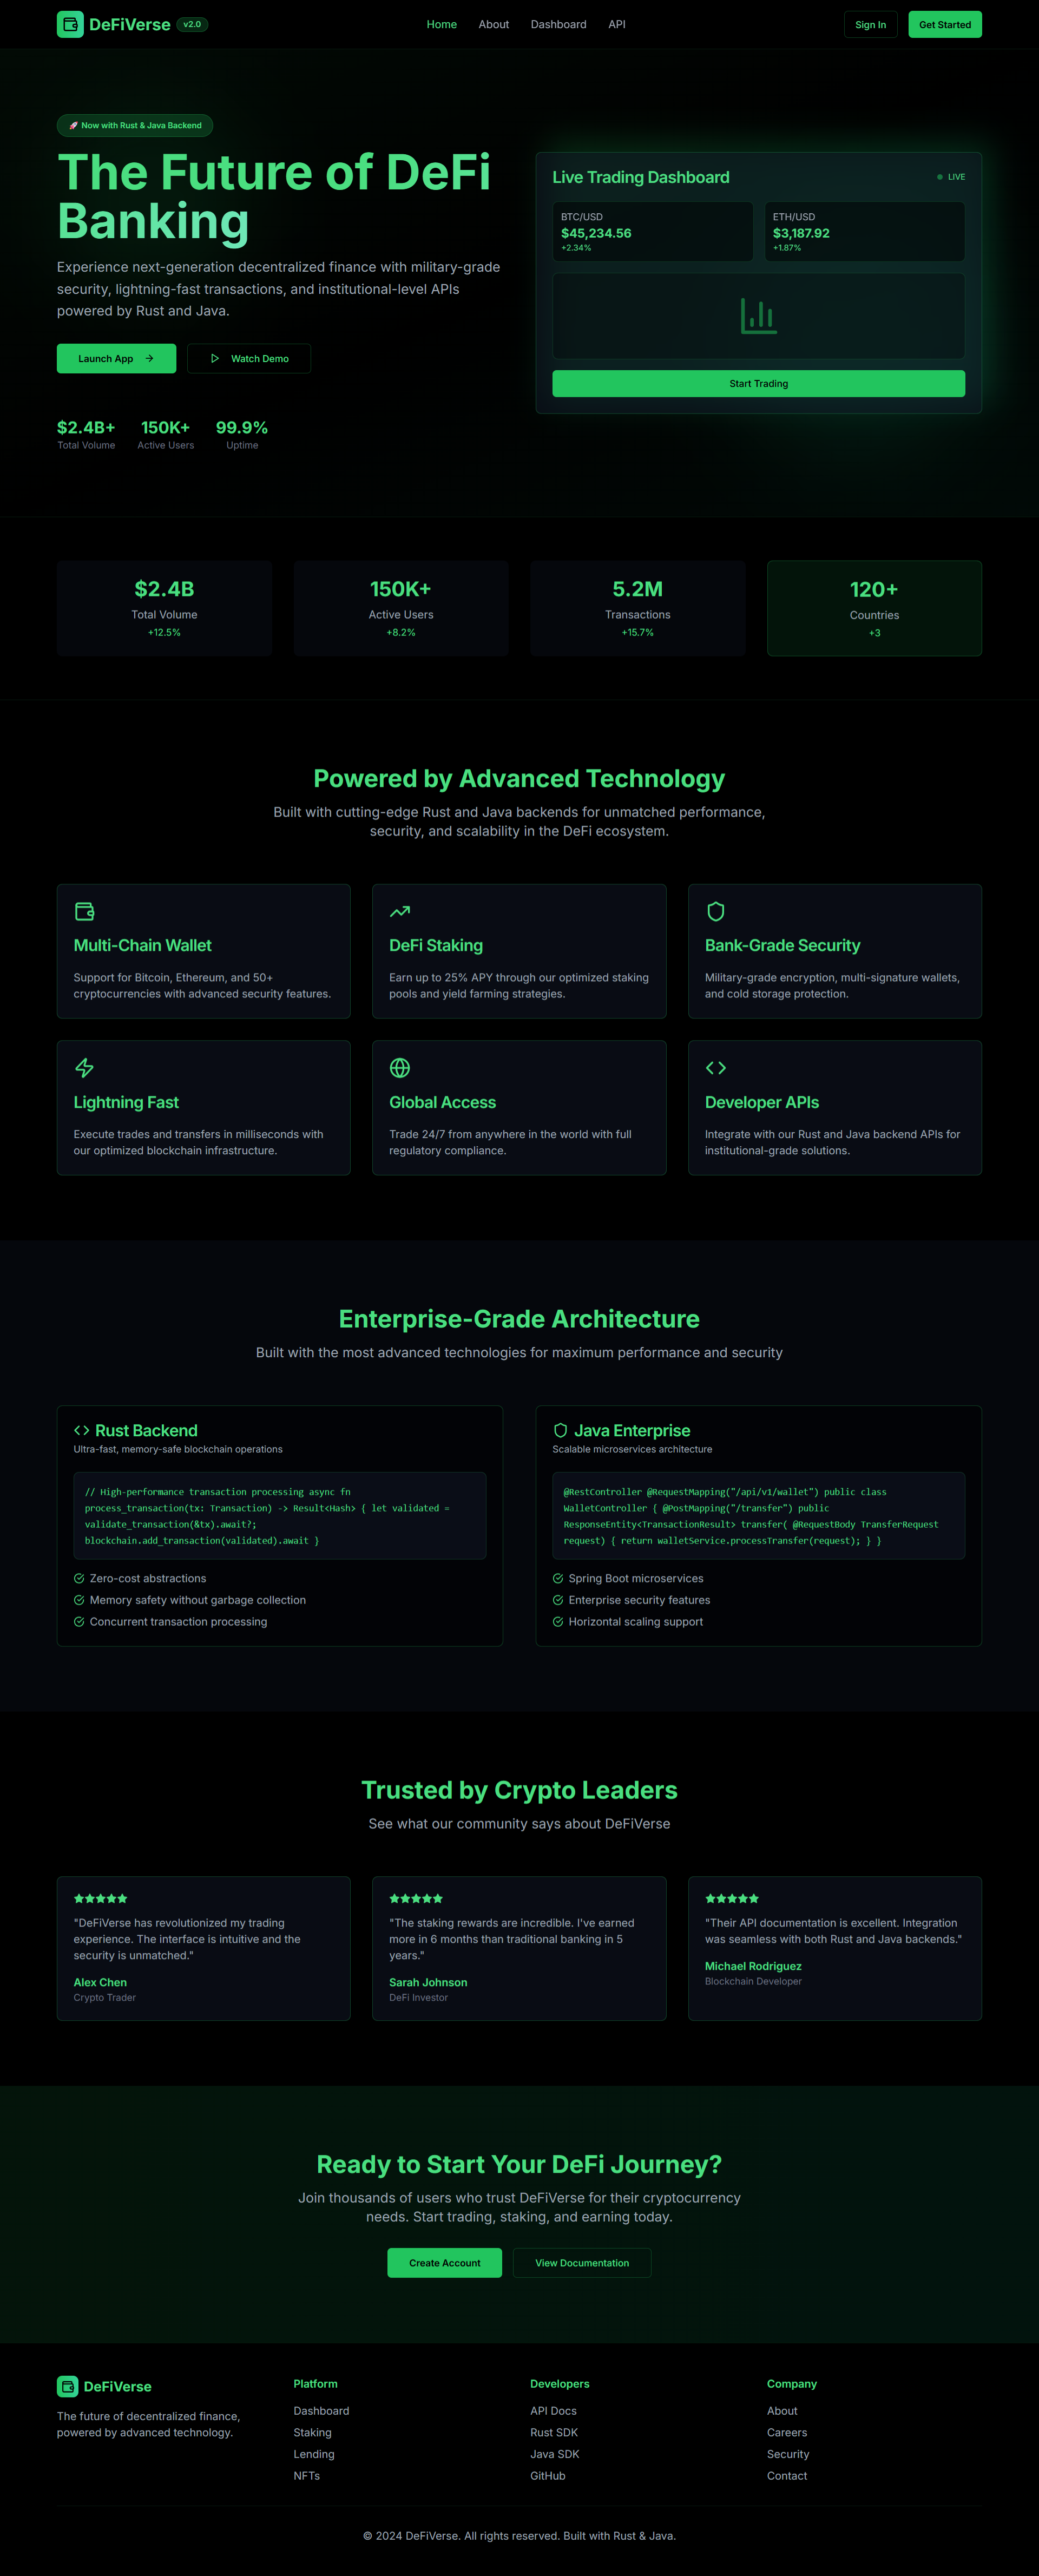 DeFiVerse v2.0
Home About Dashboard API
Sign In Get Started
🚀 Now with Rust & Java Backend
The Future of DeFi
Banking
Experience next-generation decentralized finance with military-grade
security, lightning-fast transactions, and institutional-level APIs
powered by Rust and Java.
Launch App Watch Demo
$2.4B+ 150K+ 99.9%
Total Volume Active Users Uptime
Live Trading Dashboard LIVE
BTC/USD
$45,234.56
+2.34%
ETH/USD
$3,187.92
+1.87%
Start Trading
$2.4B
Total Volume
+12.5%
150K+
Active Users
+8.2%
5.2M
Transactions
+15.7%
120+
Countries
+3
Powered by Advanced Technology
Built with cutting-edge Rust and Java backends for unmatched performance,
security, and scalability in the DeFi ecosystem.
Multi-Chain Wallet
Support for Bitcoin, Ethereum, and 50+
cryptocurrencies with advanced security features.
DeFi Staking
Earn up to 25% APY through our optimized staking
pools and yield farming strategies.
Bank-Grade Security
Military-grade encryption, multi-signature wallets,
and cold storage protection.
Lightning Fast
Execute trades and transfers in milliseconds with
our optimized blockchain infrastructure.
Global Access
Trade 24/7 from anywhere in the world with full
regulatory compliance.
Developer APIs
Integrate with our Rust and Java backend APIs for
institutional-grade solutions.
Enterprise-Grade Architecture
Built with the most advanced technologies for maximum performance and security
Rust Backend
Ultra-fast, memory-safe blockchain operations
// High-performance transaction processing async fn
process_transaction(tx: Transaction) -> Result<Hash> { let validated =
validate_transaction(&tx).await?;
blockchain.add_transaction(validated).await }
Zero-cost abstractions
Memory safety without garbage collection
Concurrent transaction processing
Java Enterprise
Scalable microservices architecture
@RestController @RequestMapping("/api/v1/wallet") public class
WalletController { @PostMapping("/transfer") public
ResponseEntity<TransactionResult> transfer( @RequestBody TransferRequest
request) { return walletService.processTransfer(request); } }
Spring Boot microservices
Enterprise security features
Horizontal scaling support
Trusted by Crypto Leaders
See what our community says about DeFiVerse
"DeFiVerse has revolutionized my trading
experience. The interface is intuitive and the
security is unmatched."
Alex Chen
Crypto Trader
"The staking rewards are incredible. I've earned
more in 6 months than traditional banking in 5
years."
Sarah Johnson
DeFi Investor
"Their API documentation is excellent. Integration
was seamless with both Rust and Java backends."
Michael Rodriguez
Blockchain Developer
Ready to Start Your DeFi Journey?
Join thousands of users who trust DeFiVerse for their cryptocurrency
needs. Start trading, staking, and earning today.
Create Account View Documentation
DeFiVerse
The future of decentralized finance,
powered by advanced technology.
Platform
Dashboard
Staking
Lending
NFTs
Developers
API Docs
Rust SDK
Java SDK
GitHub
Company
About
Careers
Security
Contact
© 2024 DeFiVerse. All rights reserved. Built with Rust & Java.